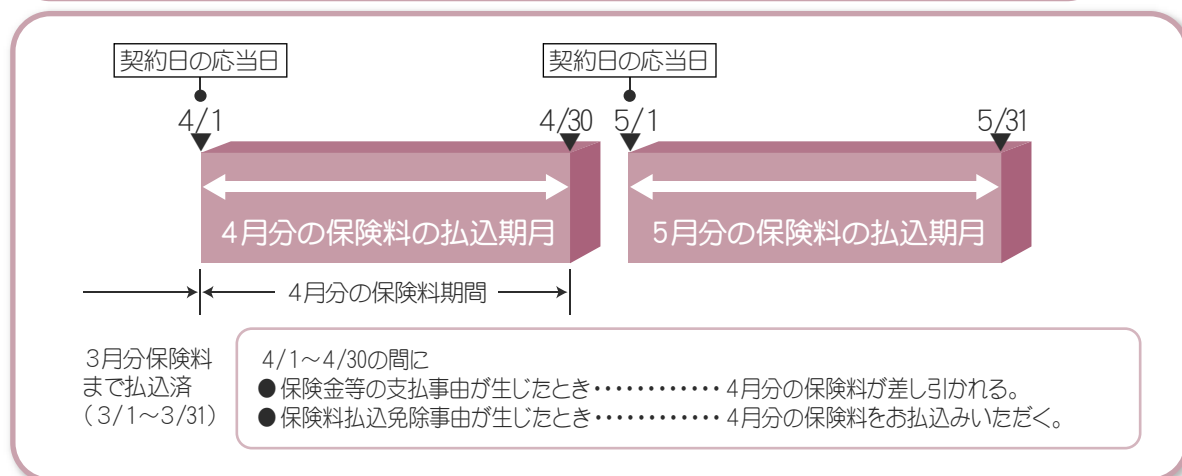 契約日の応当日
契約日の応当日
4/1
4/30
5/1
5/31
4月分の保険料の払込期月
5月分の保険料の払込期月
4月分の保険料期間
3月分保険料
まで払込済
(3/1～3/31)
4/1～4/30の間に
●保険金等の支払事由が生じたとき‥‥‥‥‥‥4月分の保険料が差し引かれる。
●保険料払込免除事由が生じたとき‥‥‥‥‥‥4月分の保険料をお払込みいただく。